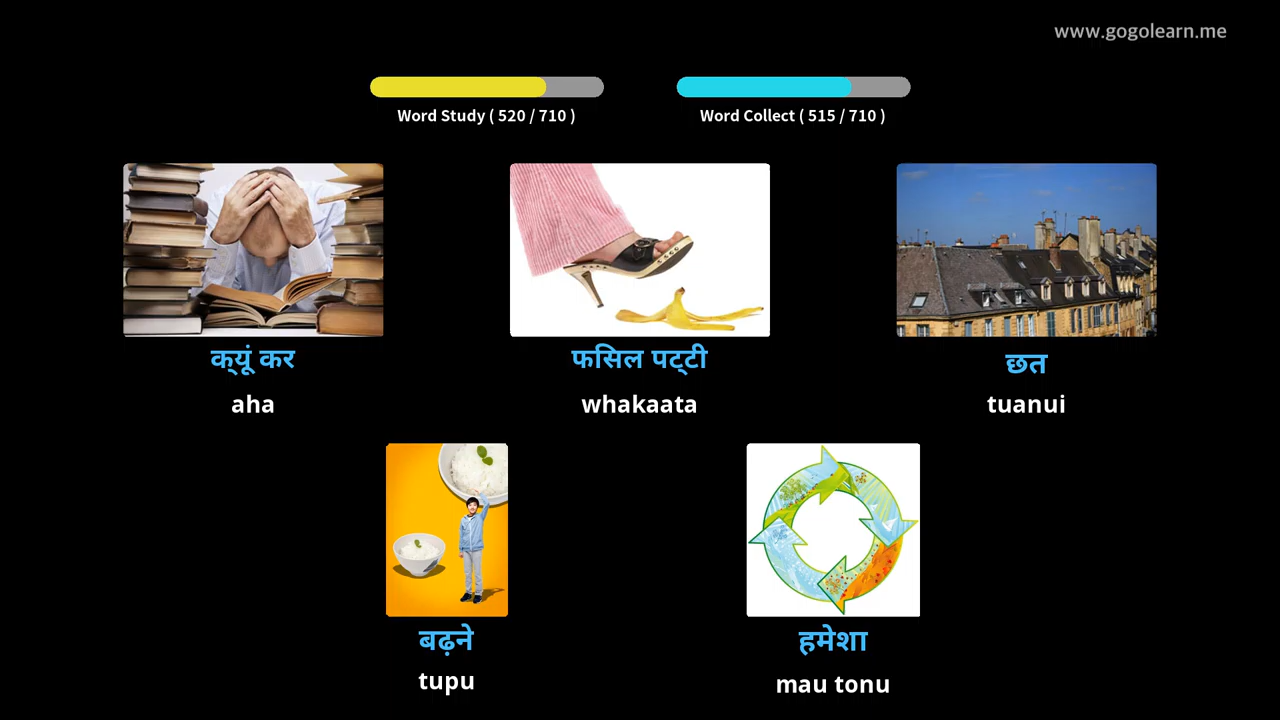 www.gogolearn.me
Word Study ( 520 / 710 )
Word Collect ( 515 / 710 )
क्यूं कर
फसिल पट्टी
छत
aha
whakaata
tuanui
बढ़ने
हमेशा
tupu
mau tonu